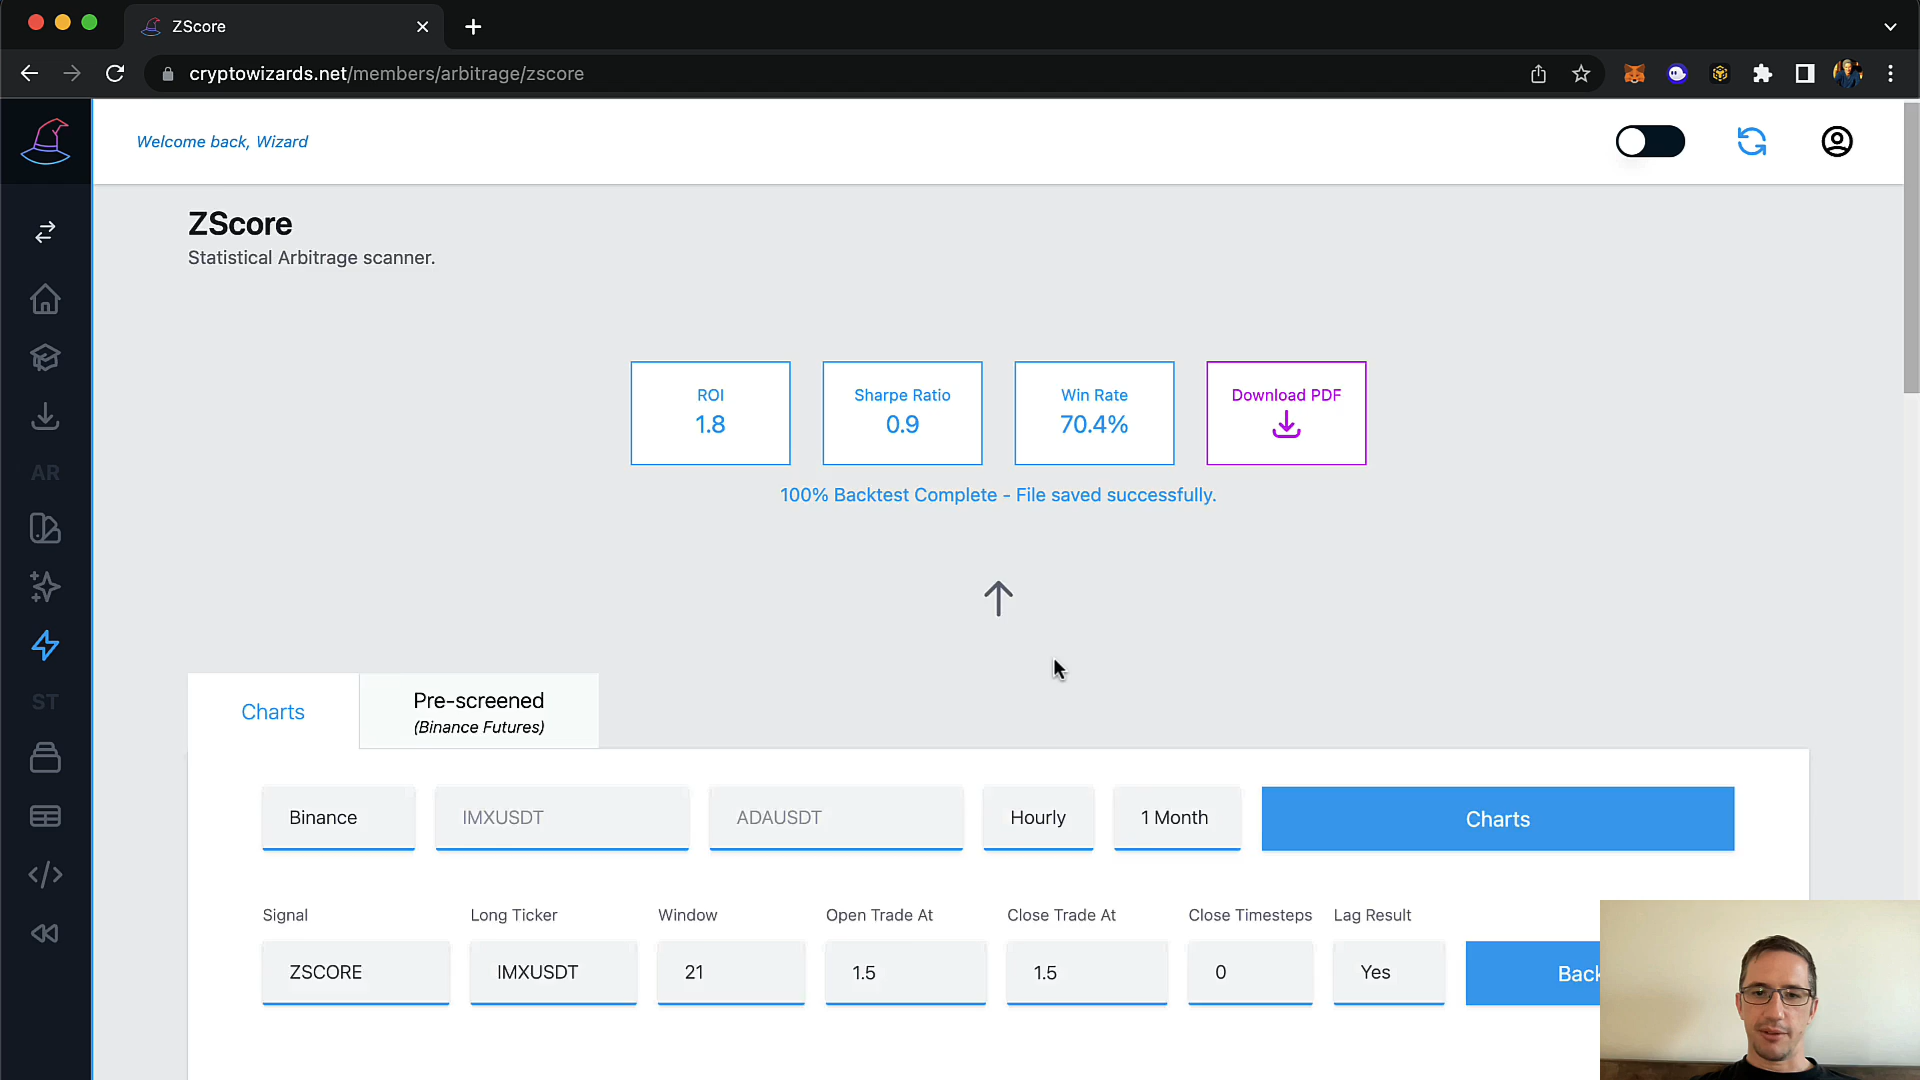 ZScore
cryptowizards.net/members/arbitrage/zscore
Welcome back, Wizard
ZScore
Statistical Arbitrage scanner.
ROI
1.8
Sharpe Ratio
0.9
Win Rate
70.4%
Download PDF
100% Backtest Complete - File saved successfully.
AR
ST
Charts
Pre-screened
(Binance Futures)
Binance
IMXUSDT
ADAUSDT
Hourly
1 Month
Charts
Signal
Long Ticker
Window
Open Trade At
Close Trade At
Close Timesteps
Lag Result
ZSCORE
IMXUSDT
21
1.5
1.5
0
Yes
Back